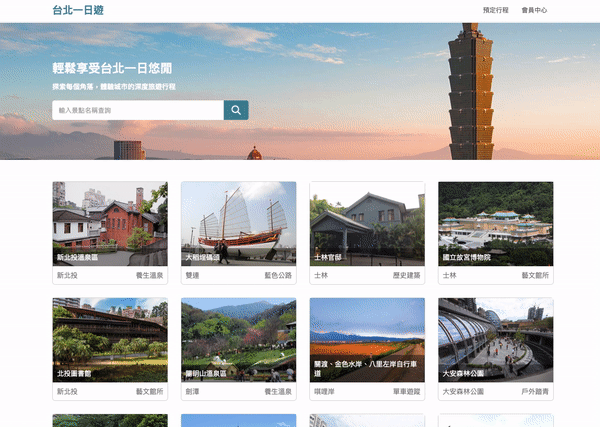 台北一日遊
預定行程
會員中心
輕鬆享受台北一日悠閒
探索每個角落，體驗城市的深度旅遊行程
輸入景點名稱查詢
新北投溫泉區
新北投
養生溫泉
大稻埕碼頭
雙連
藍色公路
士林官邸
士林
歷史建築
國立故宮博物院
士林
藝文館所
北投圖書館
新北投
藝文館所
陽明山溫泉區
劍潭
養生溫泉
關渡、金色水岸、八里左岸自行車
道
唭哩岸
單車遊蹤
大安森林公園
大安森林公園
戶外踏青